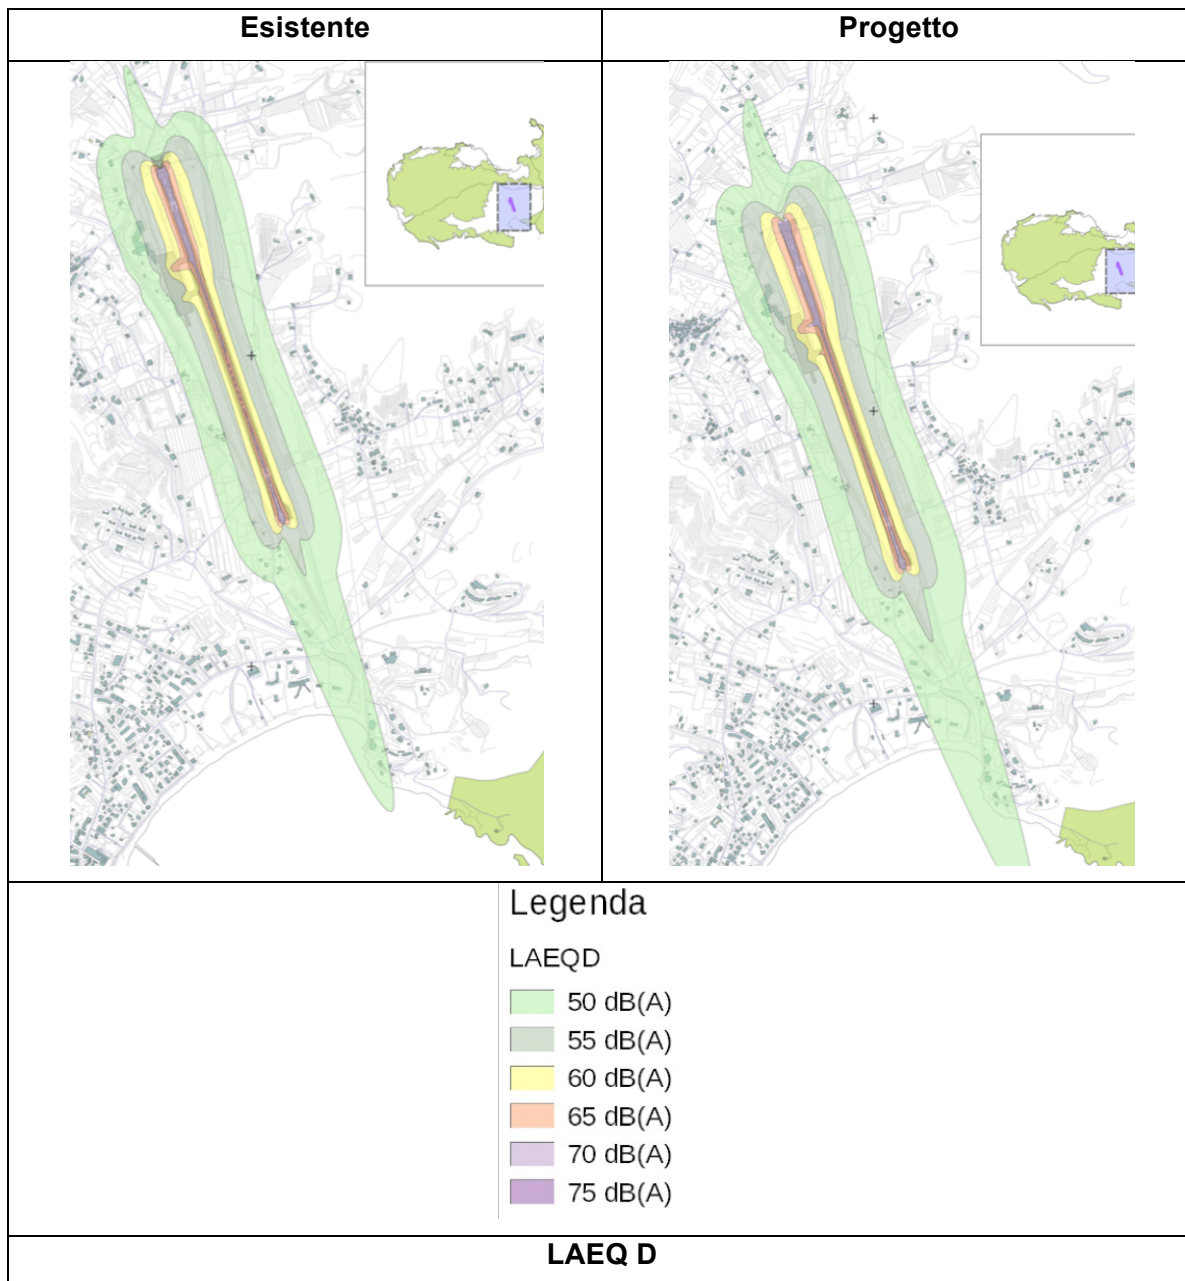 Esistente
Progetto
Legenda
LAEQD
50 dB(A)
55 dB(A)
60 dB(A)
65 dB(A)
70 dB(A)
75 dB(A)
LAEQ D